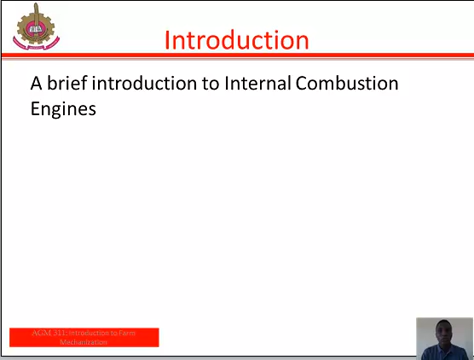 Introduction
A brief introduction to Internal Combustion
Engines
AGM 311: Introduction to Farm
Mechanization